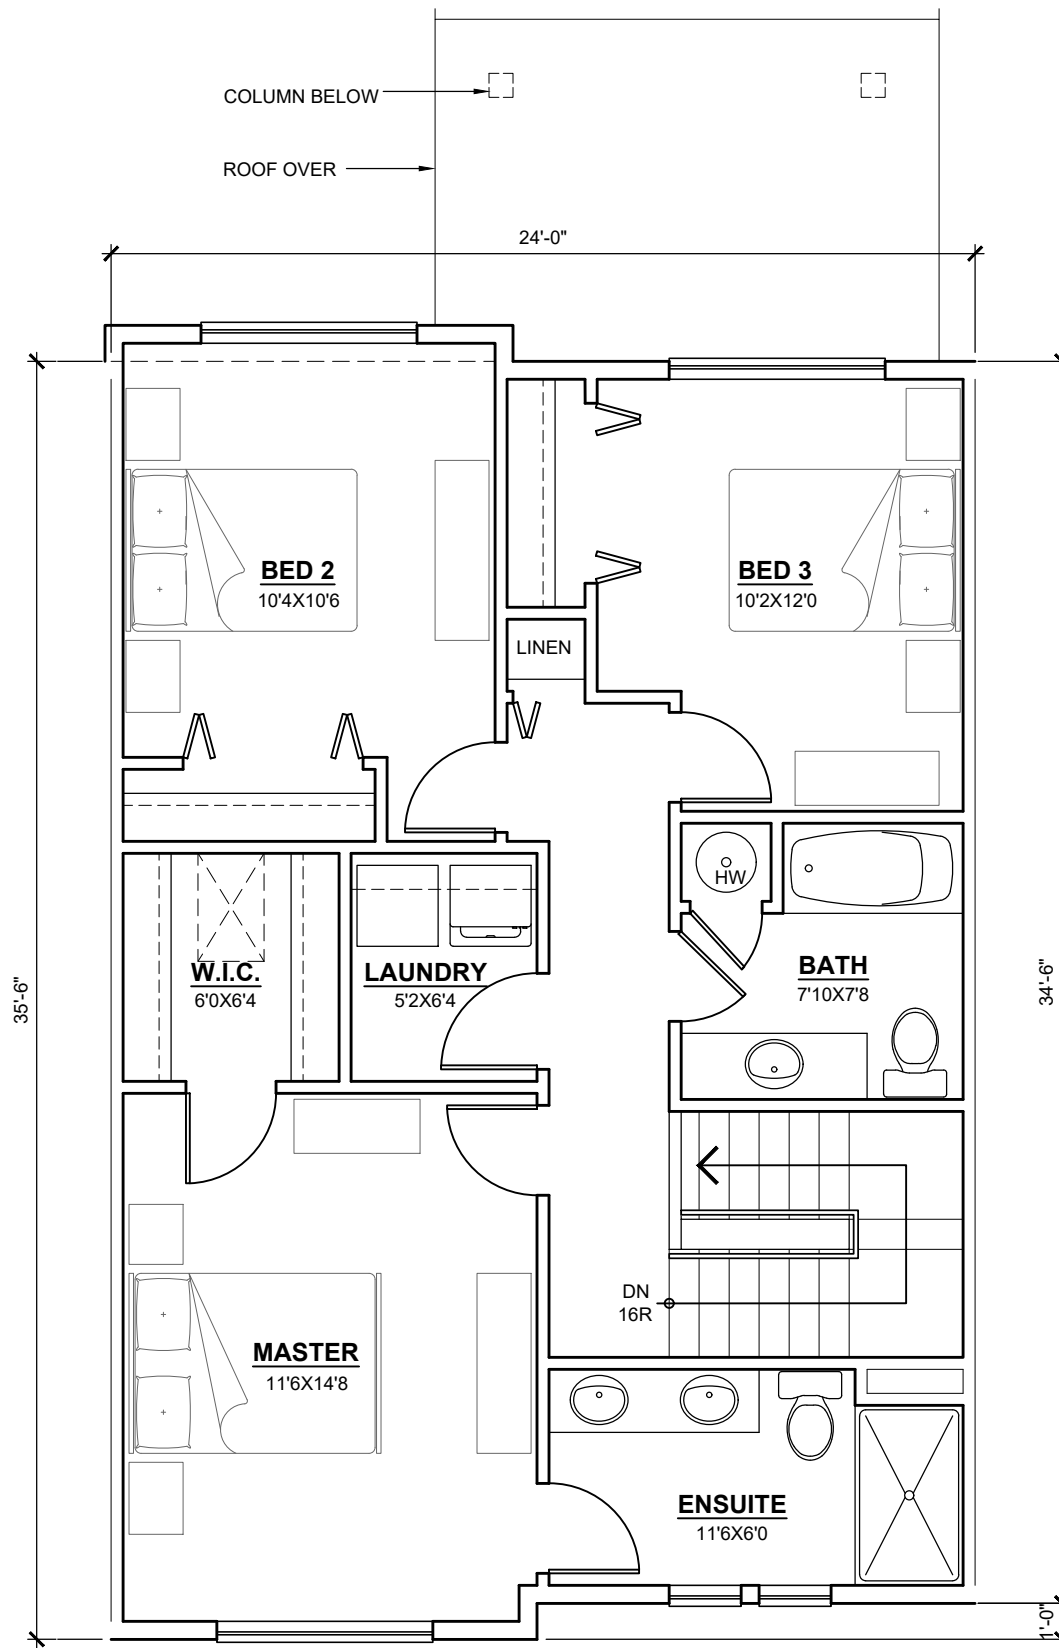 COLUMN BELOW
ROOF OVER
24'-0"
BED 2
10'4X10'6
BED 3
10'2X12'0
LINEN
HW
W.I.C.
6'0X6'4
LAUNDRY
5'2X6'4
BATH
7'10X7'8
35'-6"
34'-6"
DN
16R
MASTER
11'6X14'8
ENSUITE
11'6X6'0
1'-0"